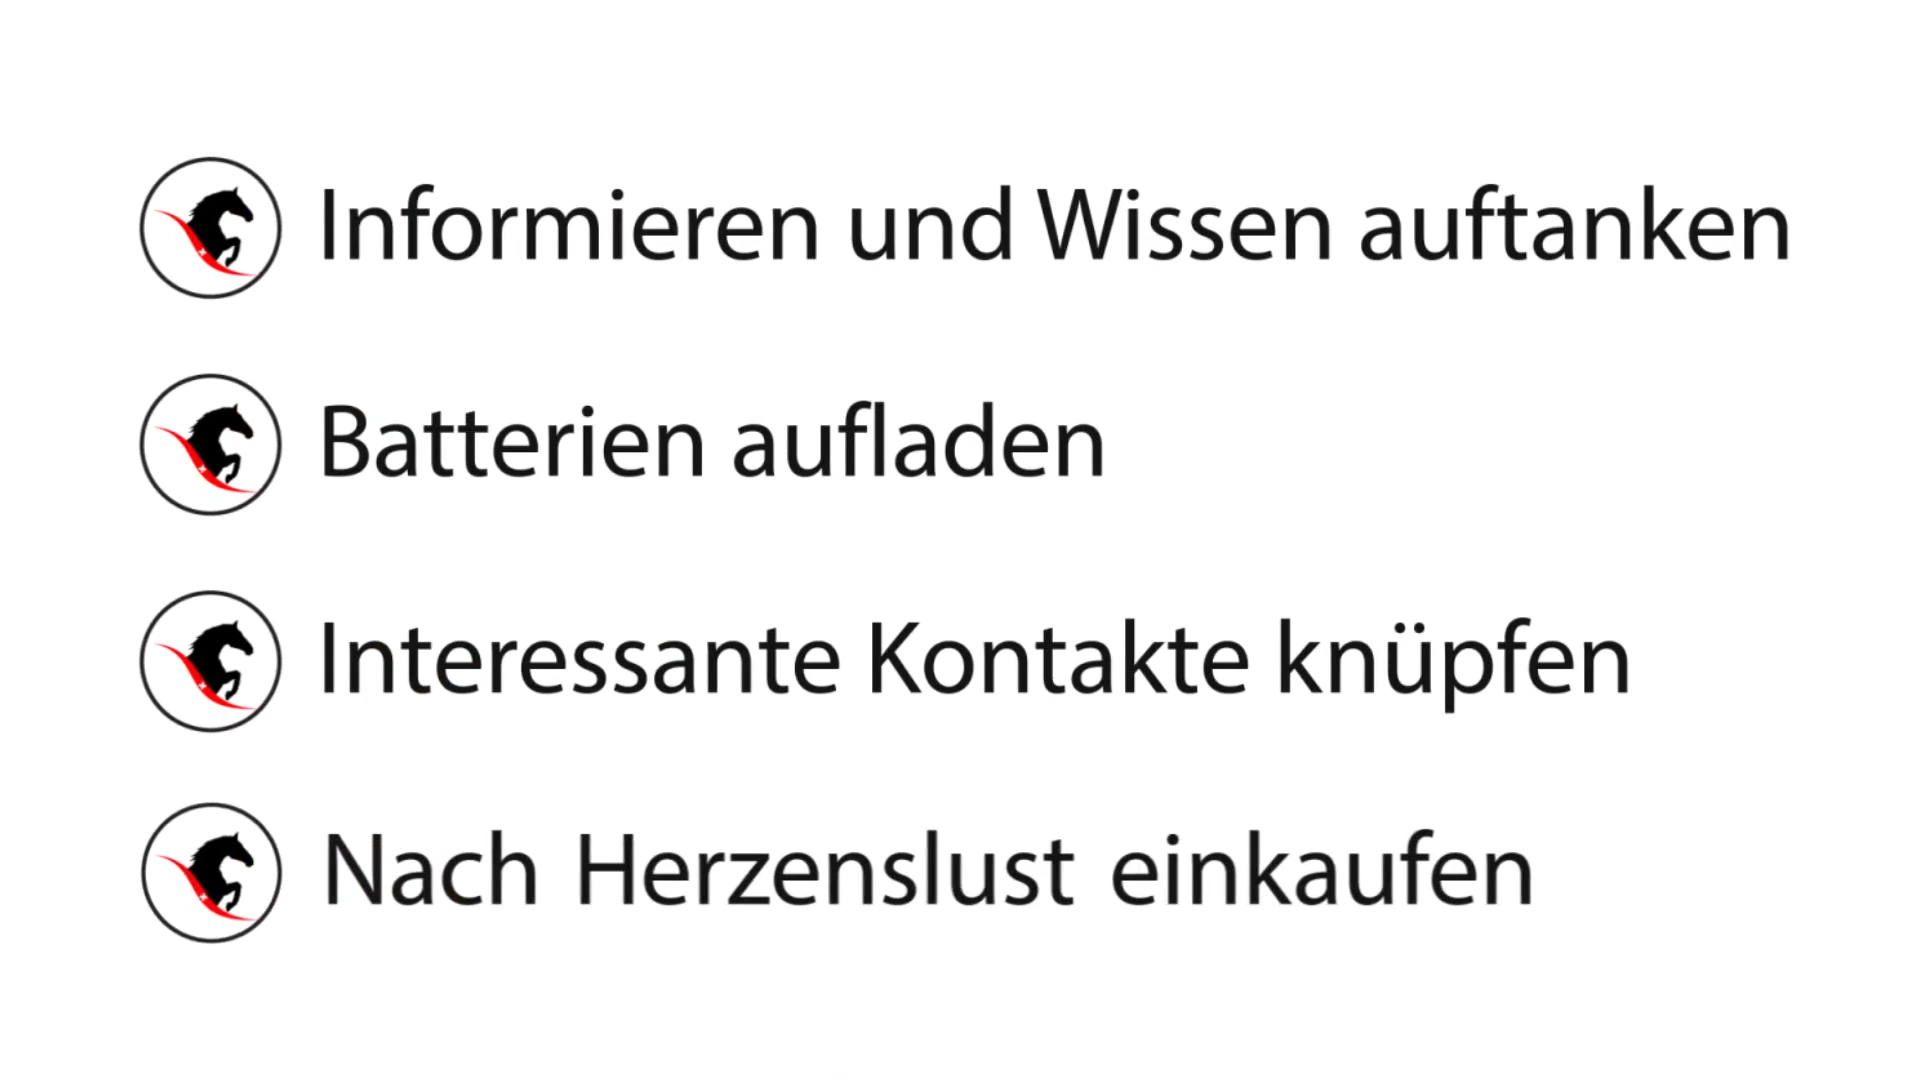 Informieren und Wissen auftanken
Batterien aufladen
Interessante Kontakte knüpfen
Nach Herzenslust einkaufen